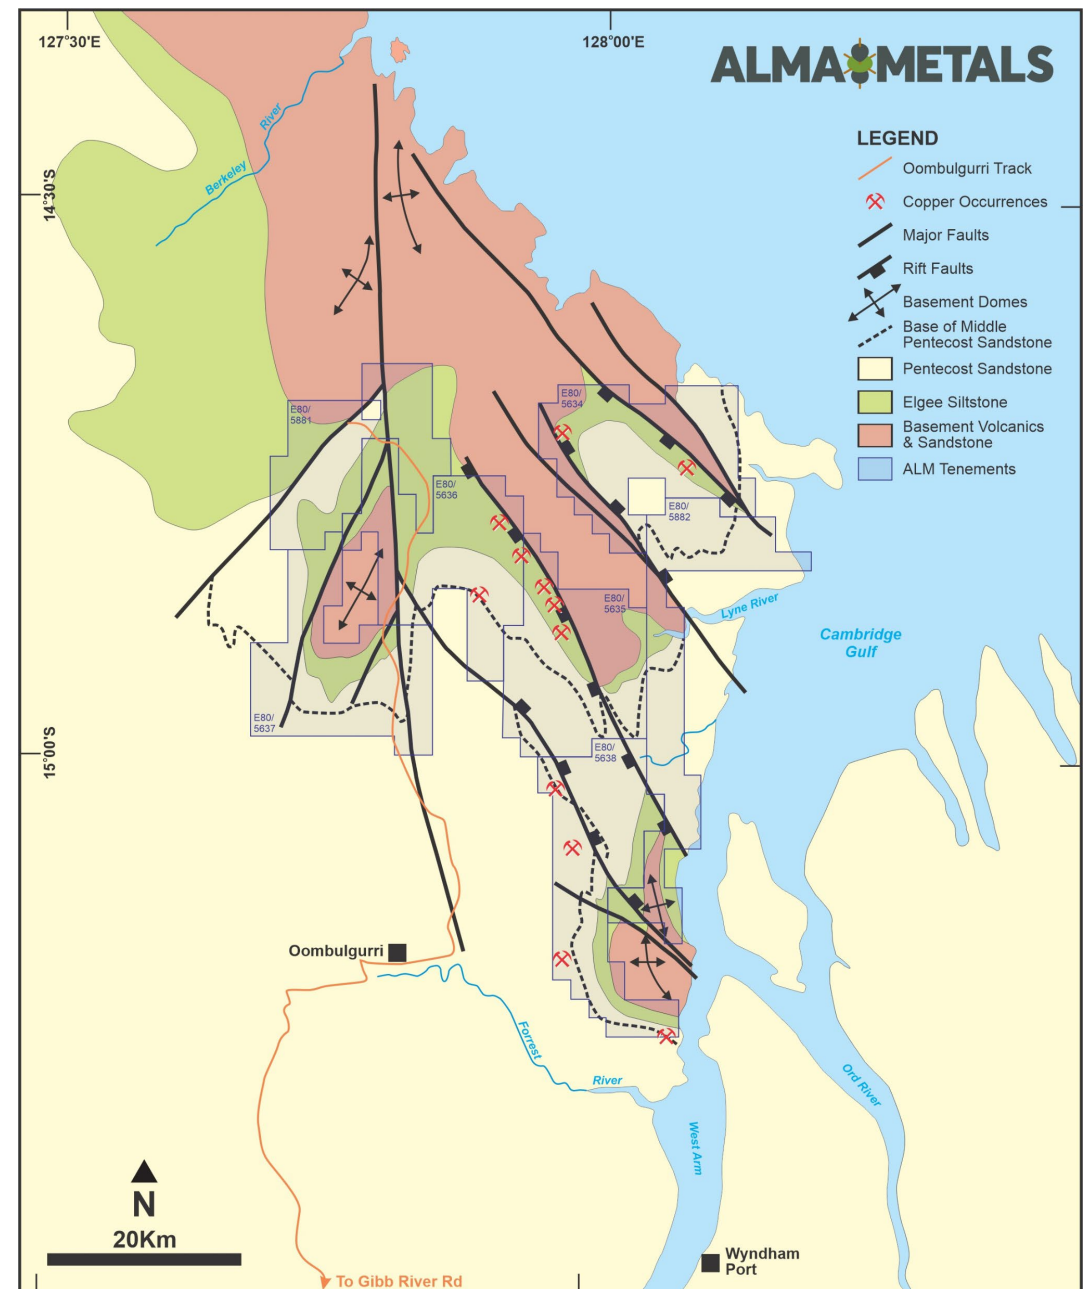 127°30'E
128°00'E
ALMA METALS
LEGEND
Oombulgurri Track
Copper Occurrences
Major Faults
Rift Faults
Basement Domes
Base of Middle
Pentecost Sandstone
Pentecost Sandstone
Elgee Siltstone
Basement Volcanics
& Sandstone
ALM Tenements
Berkeley
River
14°30'S
E80/
5881
E80/
5634
E80/
5636
E80/
5882
E80/
5635
Lyne River
Cambridge
Gulf
E80/
5637
E80/
5638
15°00'S
Oombulgurri
Forrest
River
Ord River
West Arm
N
20Km
To Gibb River Rd
Wyndham
Port